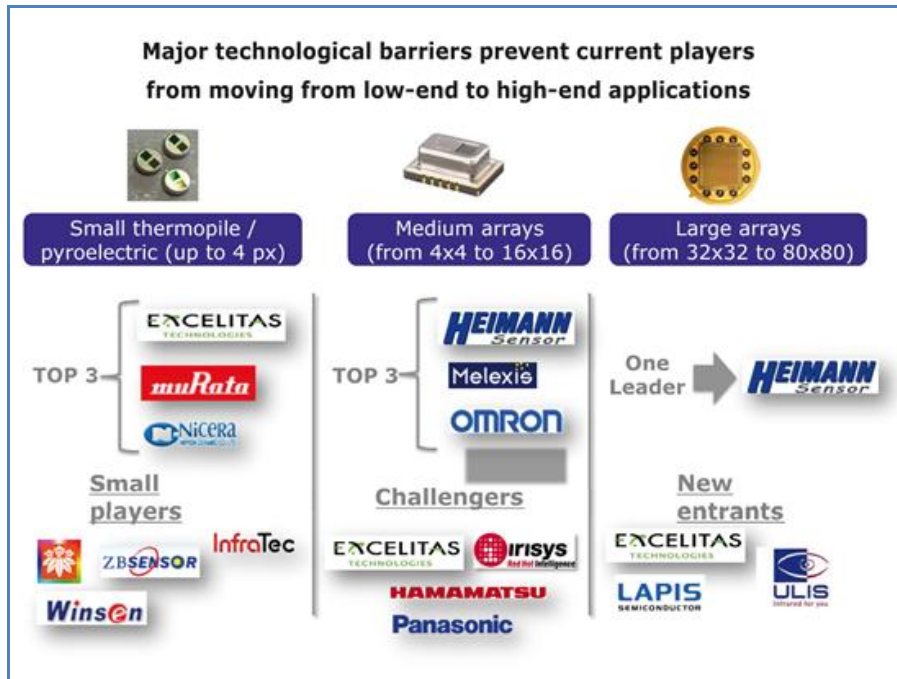 Major technological barriers prevent current players
from moving from low-end to high-end applications
Small thermopile /
pyroelectric (up to 4 px)
Medium arrays
(from 4x4 to 16x16)
Large arrays
(from 32x32 to 80x80)
TOP 3
EXCELITAS
TECHNOLOGIES
muRata
NICERA
TOP 3
HEIMANN
Sensor
Melexis
OMRON
One
Leader
HEIMANN
Sensor
Small
players
InfraTec
ZBSENSOR
Winsen
Challengers
EXCELITAS
TECHNOLOGIES
irisys
Red Hot Intelligence
HAMAMATSU
Panasonic
New
entrants
EXCELITAS
TECHNOLOGIES
LAPIS
SEMICONDUCTOR
ULIS
Infrared for you